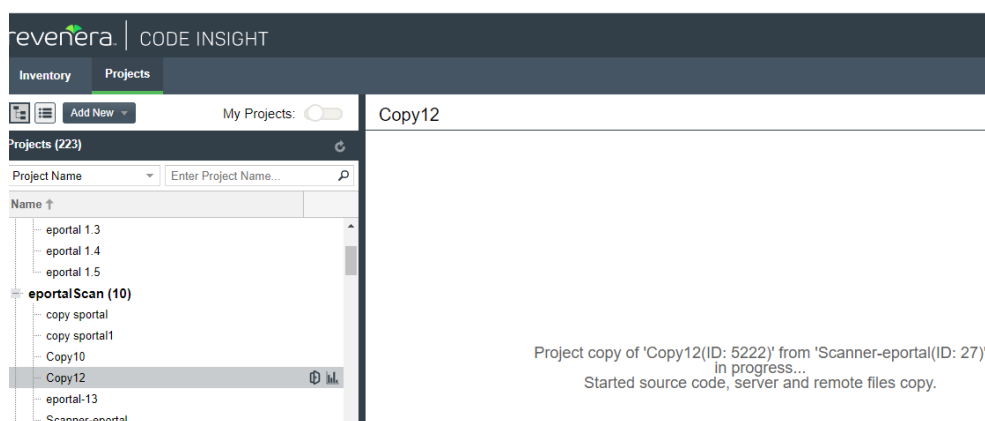 revenera. CODE INSIGHT
Inventory Projects
Add New My Projects: Copy12
Projects (223)
Project Name Enter Project Name...
Name
eportal 1.3
eportal 1.4
eportal 1.5
eportalScan (10)
copy sportal
copy sportal1
Copy10
Copy12
eportal-13
Scanner-eportal
Project copy of 'Copy12(ID: 5222)' from 'Scanner-eportal(ID: 27)'
in progress...
Started source code, server and remote files copy.